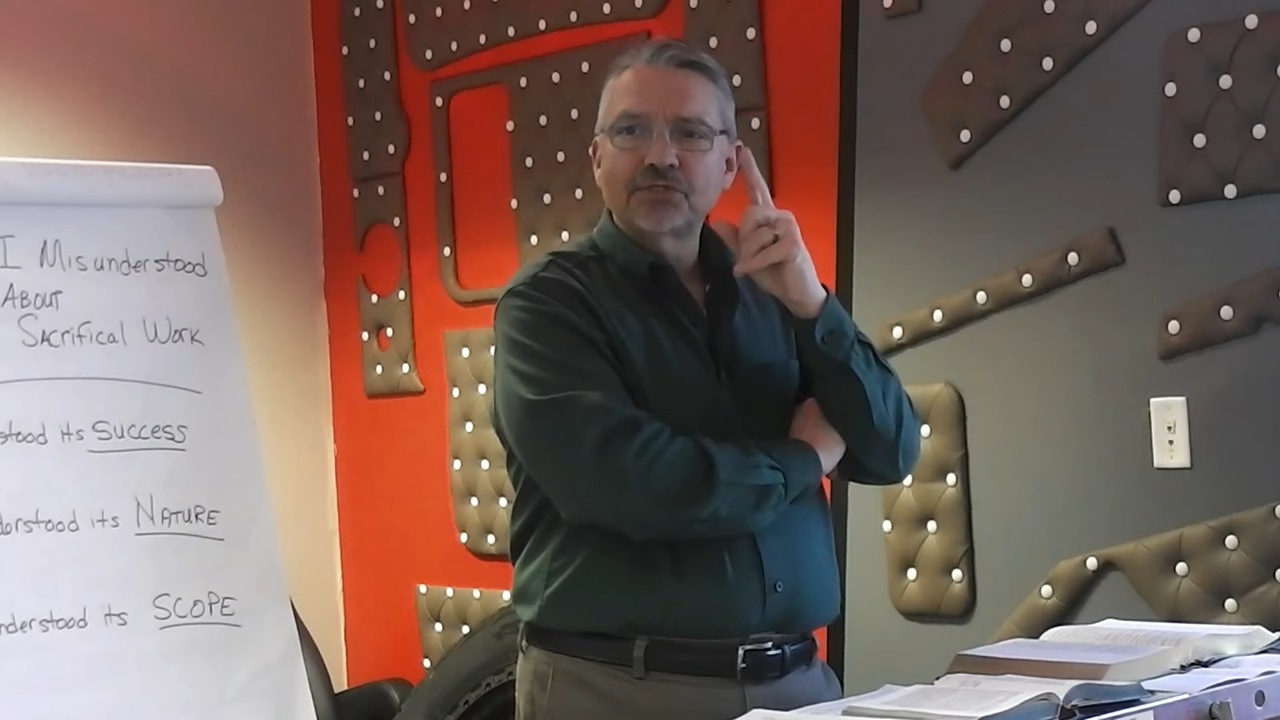 I Misunderstood
ABOUT
SACrifical Work
stood its SUCCESS
derstood its NATURE
nderstood its SCOPE